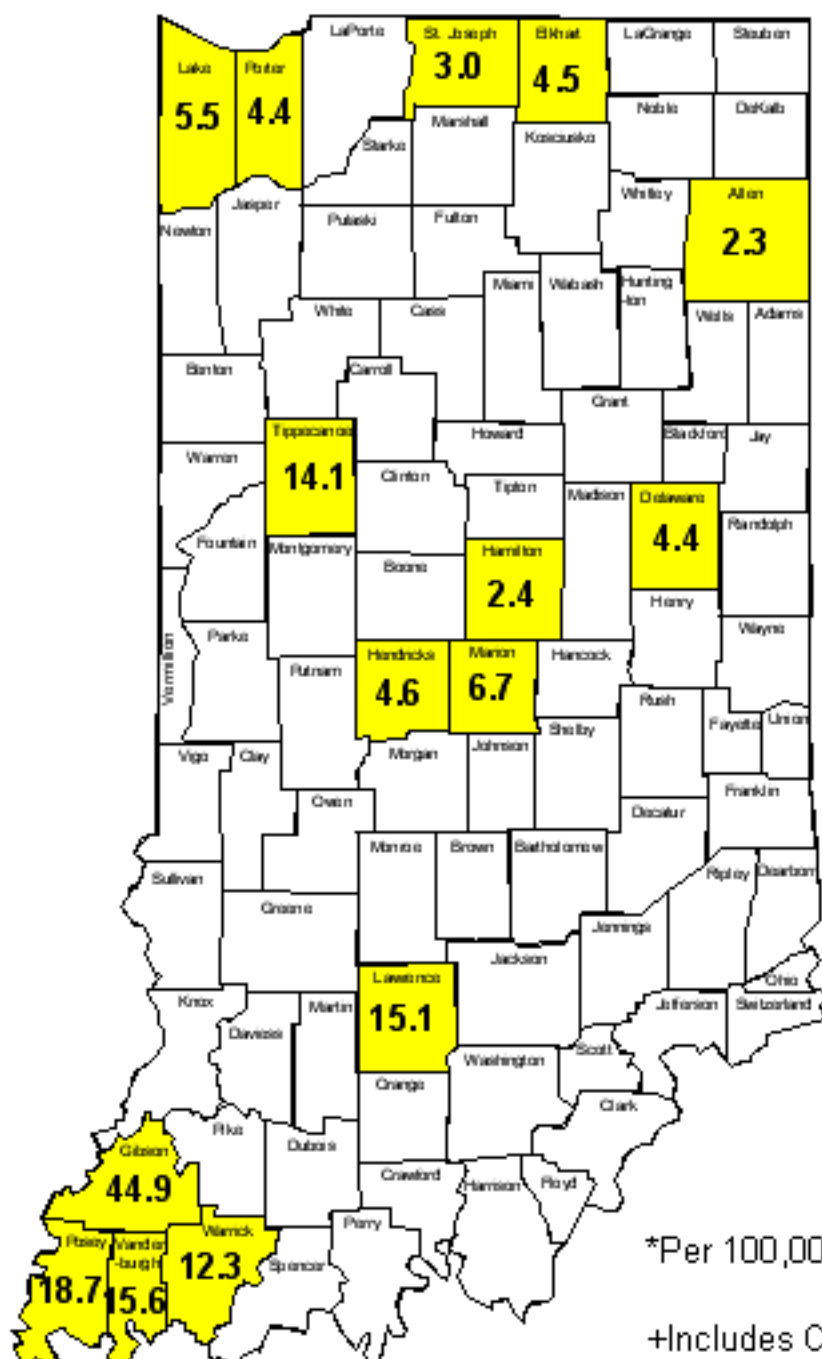 LaPorte
St. Joseph
3.0
Elkhart
4.5
LaGrange
Steuben
Lake
5.5
Porter
4.4
Noble
DeKalb
Marshall
Starke
Kosciusko
Whitley
Allen
2.3
Jasper
Newton
Pulaski
Fulton
Miami
Wabash
Hunting
-ton
Wells
Adams
White
Cass
Benton
Carroll
Grant
Tippecanoe
14.1
Howard
Blackford
Jay
Warren
Clinton
Tipton
Madison
Delaware
4.4
Randolph
Fountain
Montgomery
Boone
Hamilton
2.4
Henry
Wayne
Vermillion
Parke
Putnam
Hendricks
4.6
Marion
6.7
Hancock
Rush
Fayette
Union
Vigo
Clay
Morgan
Johnson
Shelby
Franklin
Owen
Decatur
Monroe
Brown
Bartholomew
Sullivan
Ripley
Dearborn
Greene
Jennings
Jackson
Lawrence
15.1
Ohio
Knox
Martin
Daviess
Jefferson
Switzerland
Scott
Washington
Orange
Clark
Gibson
44.9
Pike
Dubois
Crawford
Harrison
Floyd
Posey
18.7
Vander
-burgh
15.6
Warrick
12.3
Spencer
Perry
*Per 100,00
+Includes C